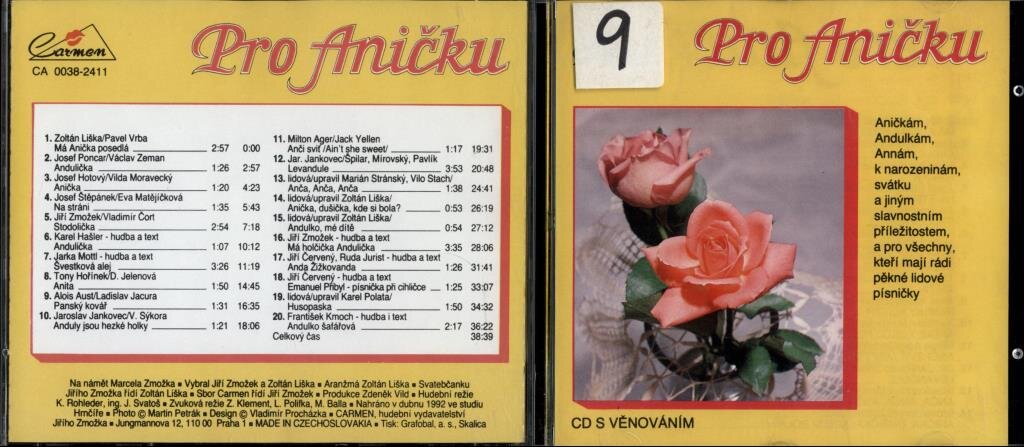 Carmen
CA 0038-2411
Pro Aničku
1. Zoltán Liška/Pavel Vrba
Má Anička posedlá 2:57 0:00
2. Josef Poncar/Václav Zeman
Andulička 1:26 2:57
3. Josef Hotový/Vilda Moravecký
Anička 1:20 4:23
4. Josef Štěpánek/Eva Matějíčková
Na stráni 1:35 5:43
5. Jiří Zmožek/Vladimír Čort
Stodolička 2:54 7:18
6. Karel Hašler - hudba a text
Andulička 1:07 10:12
7. Jarka Mottl - hudba a text
Švestková alej 3:26 11:19
8. Tony Hořínek/D. Jelenová
Anita 1:50 14:45
9. Alois Aust/Ladislav Jacura
Panský kovář 1:31 16:35
10. Jaroslav Jankovec/V. Sýkora
Anduly jsou hezké holky 1:21 18:06
11. Milton Ager/Jack Yellen
Anči sviť /Ain't she sweet/ 1:17 19:31
12. Jar. Jankovec/Špilar, Mírovský, Pavlík
Levandule 3:53 20:48
13. lidová/upravil Marián Stránský, Vilo Stach/
Anča, Anča, Anča 1:38 24:41
14. lidová/upravil Zoltán Liška/
Anička, dušička, kde si bola? 0:53 26:19
15. lidová/upravil Zoltán Liška/
Andulko, mé dítě 0:54 27:12
16. Jiří Zmožek - hudba a text
Má holčička Andulička 3:35 28:06
17. Jiří Červený, Ruda Jurist - hudba a text
Anda Žižkovanda 1:26 31:41
18. Jiří Červený - hudba a text
Emanuel Přibyl - písnička při cihličce 1:25 33:07
19. lidová/upravil Karel Polata/
Husopaska 1:50 34:32
20. František Kmoch - hudba i text
Andulko šafářová 2:17 36:22
Celkový čas 38:39
Na námět Marcela Zmožka ▪ Vybral Jiří Zmožek a Zoltán Liška ▪ Aranžmá Zoltán Liška ▪ Svatebčanku
Jiřího Zmožka řídí Zoltán Liška ▪ Sbor Carmen řídí Jiří Zmožek ▪ Produkce Zdeněk Vild ▪ Hudební režie
K. Rohleder, ing. J. Svatoš ▪ Zvuková režie Z. Klement, L. Polifka, M. Balla ▪ Nahráno v dubnu 1992 ve studiu
Hrnčíře ▪ Photo © Martin Petrák ▪ Design © Vladimír Procházka ▪ CARMEN, hudební vydavatelství
Jiřího Zmožka ▪ Jungmannova 12, 110 00 Praha 1 ▪ MADE IN CZECHOSLOVAKIA ▪ Tisk: Grafobal, a. s., Skalica
9
Pro Aničku
Aničkám,
Andulkám,
Annám,
k narozeninám,
svátku
a jiným
slavnostním
příležitostem,
a pro všechny,
kteří mají rádi
pěkné lidové
písničky
CD S VĚNOVÁNÍM